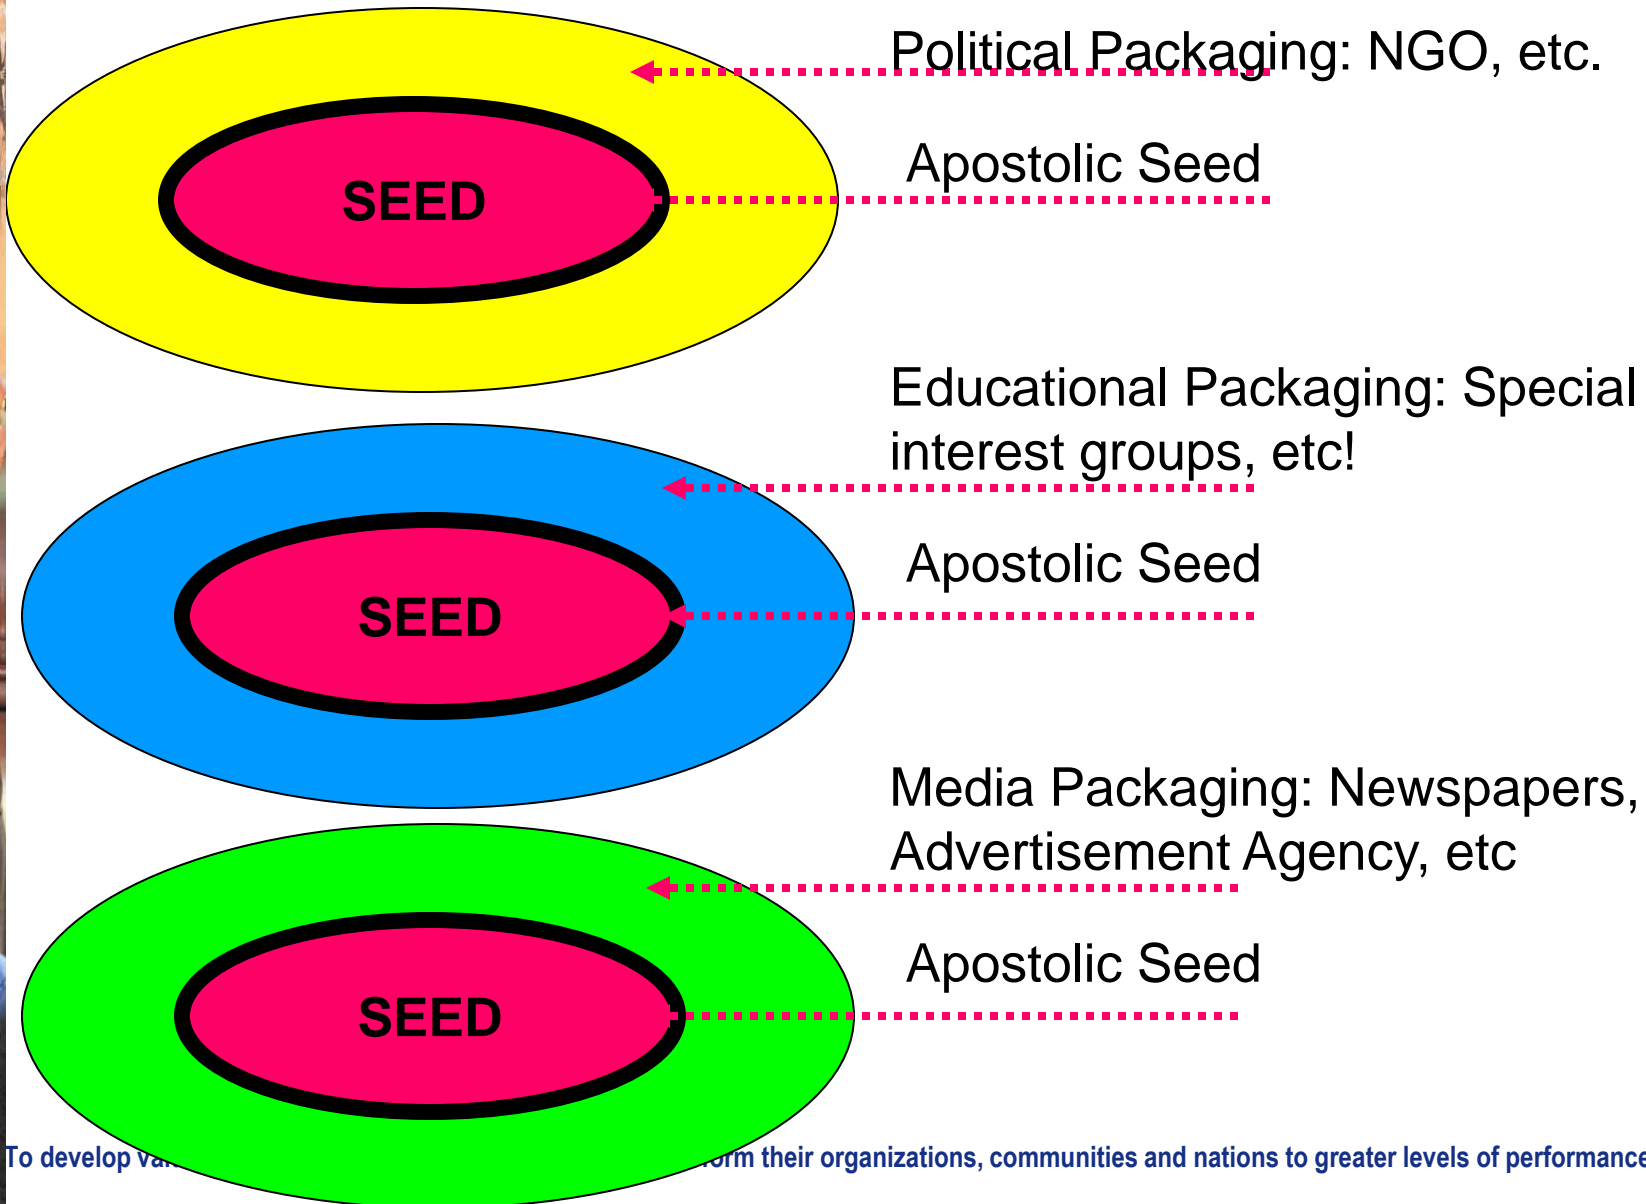 Political Packaging: NGO, etc.
Apostolic Seed
SEED
Educational Packaging: Special
interest groups, etc!
Apostolic Seed
SEED
Media Packaging: Newspapers,
Advertisement Agency, etc
Apostolic Seed
SEED
To develop their organizations, communities and nations to greater levels of performance